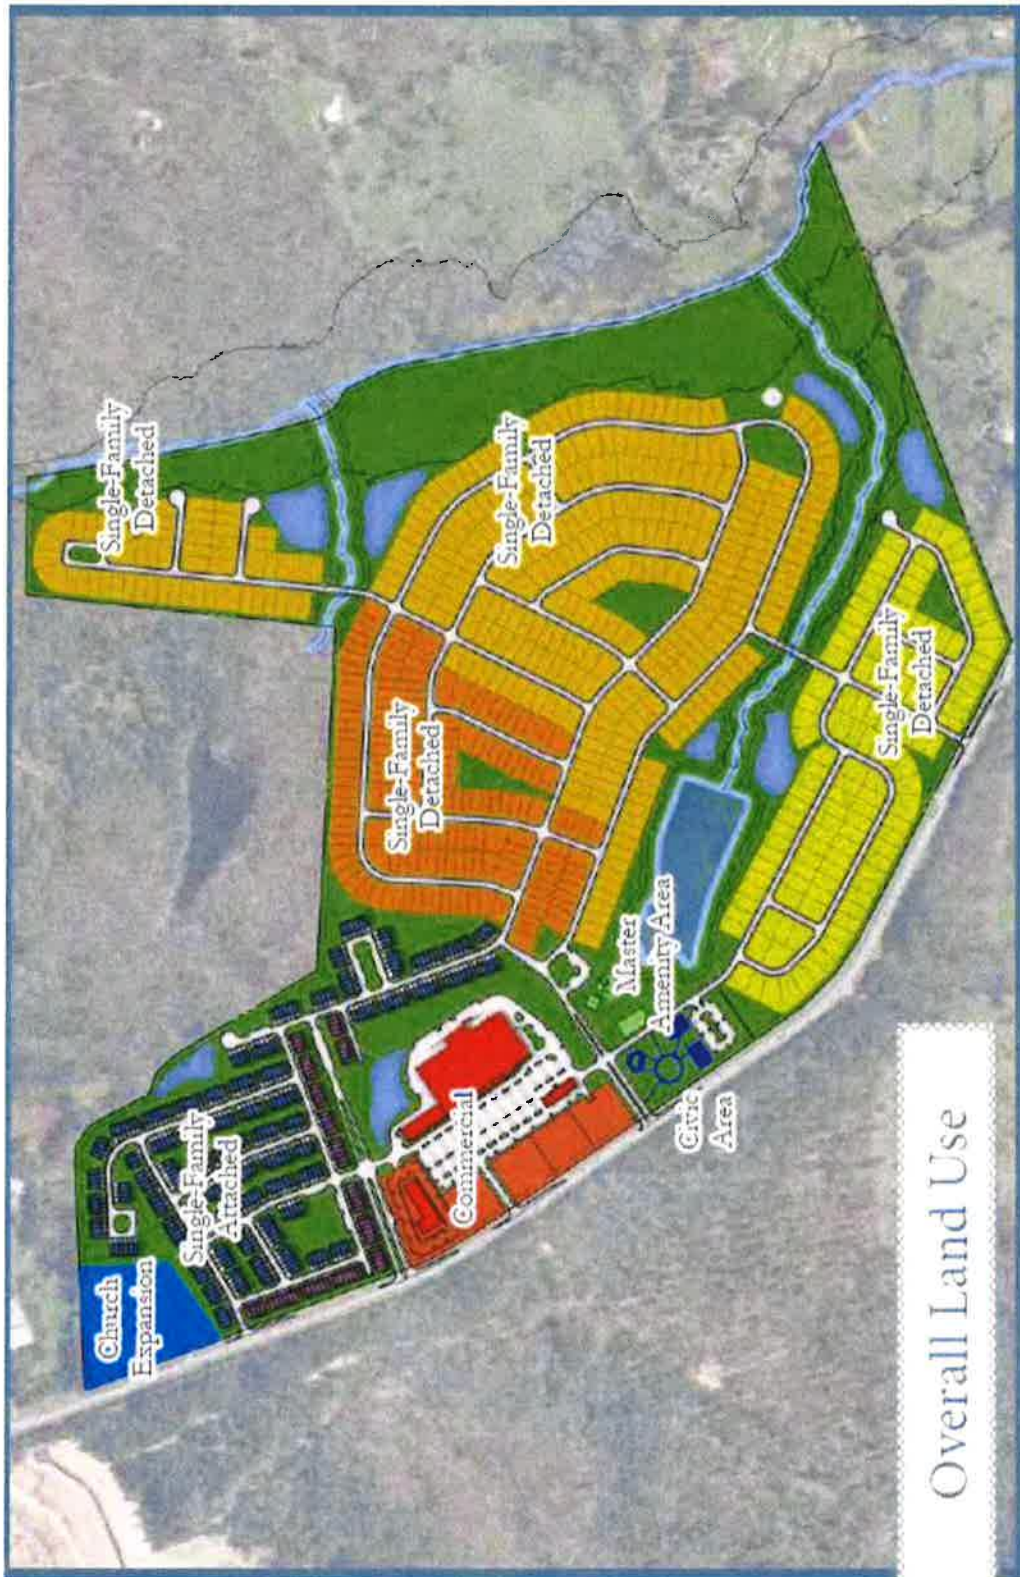 Church
Expansion
Single-Family
Attached
Commercial
Civic
Area
Master
Amenity Area
Single-Family
Detached
Single-Family
Detached
Single-Family
Detached
Single-Family
Detached
Overall Land Use